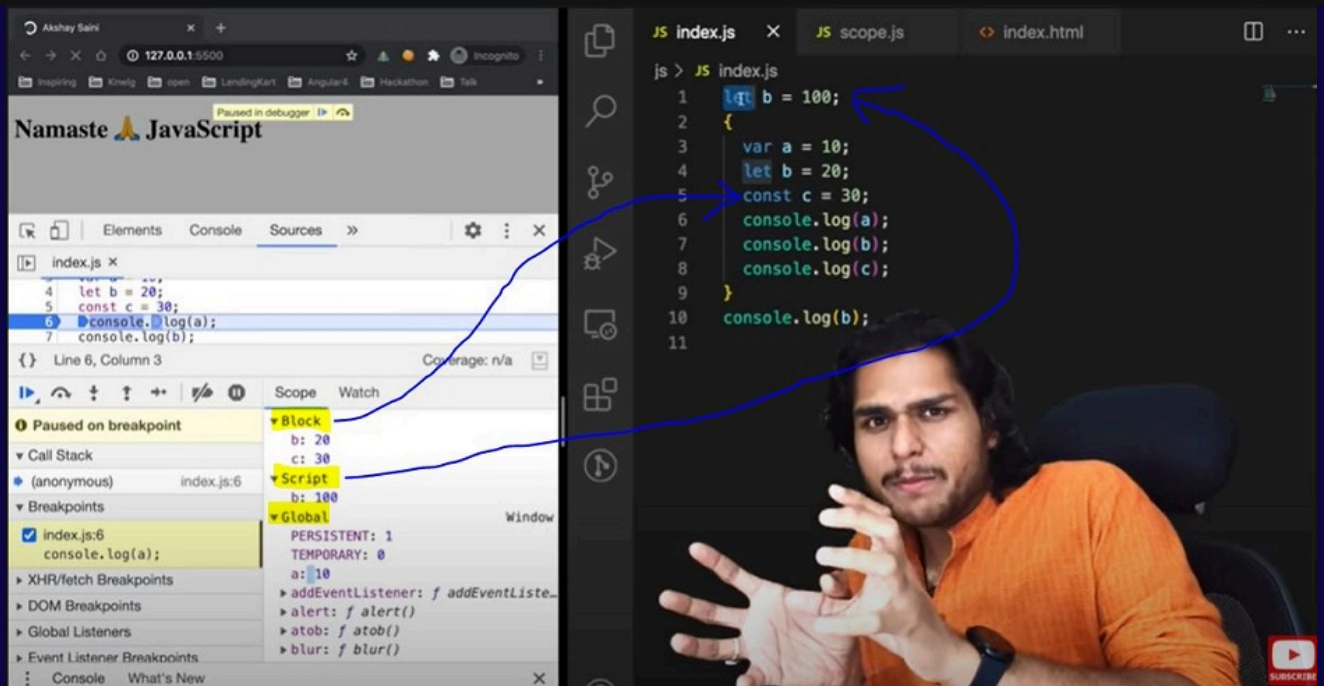 Akshay Saini
127.0.0.1:5500
Incognito
Inspiring Knwlg open LendingKart Angular4 Hackathon Talk
Paused in debugger
Namaste 🙏 JavaScript
Elements Console Sources »
index.js ×
4 let b = 20;
5 const c = 30;
6 console.log(a);
7 console.log(b);
{} Line 6, Column 3 Coverage: n/a
Scope Watch
Paused on breakpoint
Call Stack
(anonymous) index.js:6
Breakpoints
index.js:6
console.log(a);
XHR/fetch Breakpoints
DOM Breakpoints
Global Listeners
Event Listener Breakpoints
Block
b: 20
c: 30
Script
b: 100
Global Window
PERSISTENT: 1
TEMPORARY: 0
a: 10
addEventListener: ƒ addEventListe…
alert: ƒ alert()
atob: ƒ atob()
blur: ƒ blur()
Console What's New
JS index.js × JS scope.js <> index.html
js > JS index.js
1 let b = 100;
2 {
3 var a = 10;
4 let b = 20;
5 const c = 30;
6 console.log(a);
7 console.log(b);
8 console.log(c);
9 }
10 console.log(b);
11
SUBSCRIBE